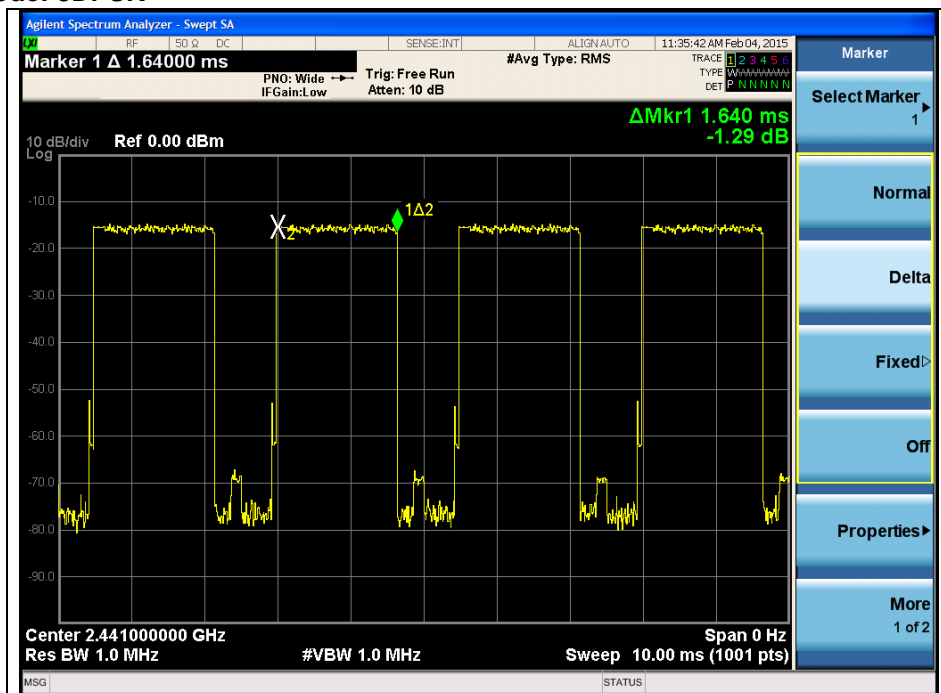 Agilent Spectrum Analyzer - Swept SA
LXI RF 50 Ω DC SENSE:INT ALIGN AUTO 11:35:42 AM Feb 04, 2015
Marker 1 Δ 1.64000 ms
#Avg Type: RMS
TRACE 1 2 3 4 5 6
TYPE WWWWWWW
DET P N N N N N
PNO: Wide
IFGain:Low
Trig: Free Run
Atten: 10 dB
ΔMkr1 1.640 ms
-1.29 dB
10 dB/div Ref 0.00 dBm
Log
-10.0
1Δ2
X2
-20.0
-30.0
-40.0
-50.0
-60.0
-70.0
-80.0
-90.0
Center 2.441000000 GHz
Span 0 Hz
Res BW 1.0 MHz
#VBW 1.0 MHz
Sweep 10.00 ms (1001 pts)
MSG
STATUS
Marker
Select Marker
1
Normal
Delta
Fixed
Off
Properties
More
1 of 2